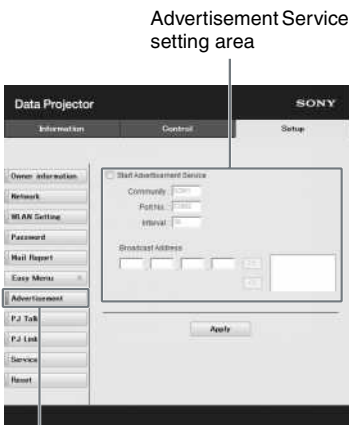 Advertisement Service
setting area
Data Projector
SONY
Information
Control
Setup
Owner information
Start Advertisement Service
Network
Community :
WLAN Setting
Port No. :
Interval :
Password
Mail Report
Broadcast Address
Easy Menu
Advertisement
PJ Talk
Apply
PJ Link
Service
Reset